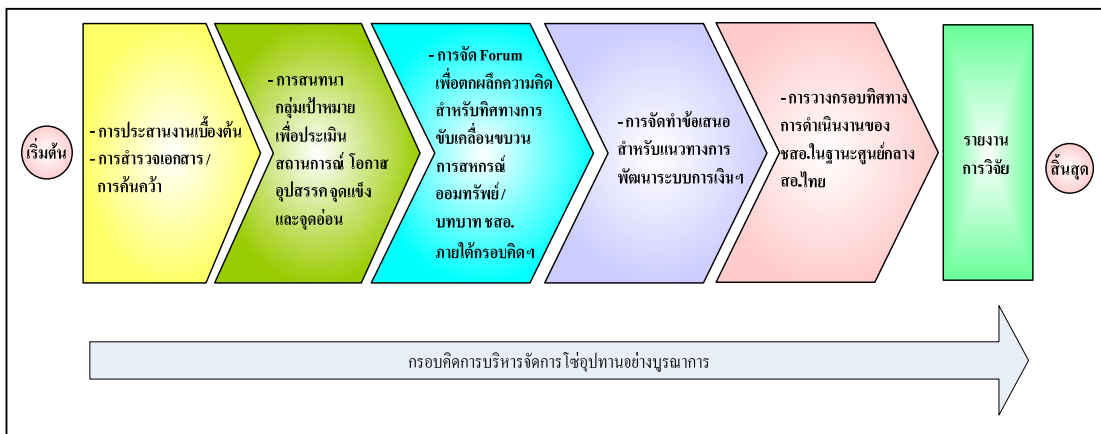 เริ่มต้น
- การประสานงานเบื้องต้น
- การสำรวจเอกสาร /
การค้นคว้า
- การสนทนา
กลุ่มเป้าหมาย
เพื่อประเมิน
สถานการณ์ โอกาส
อุปสรรค จุดแข็ง
และจุดอ่อน
- การจัด Forum
เพื่อตกผลึกความคิด
สำหรับทิศทางการ
ขับเคลื่อนขบวน
การสหกรณ์
ออมทรัพย์ /
บทบาท ชสอ.
ภายใต้กรอบคิดฯ
- การจัดทำข้อเสนอ
สำหรับแนวทางการ
พัฒนาระบบการเงินฯ
- การวางกรอบทิศทาง
การดำเนินงานของ
ชสอ.ในฐานะศูนย์กลาง
สอ.ไทย
รายงาน
การวิจัย
สิ้นสุด
กรอบคิดการบริหารจัดการโซ่อุปทานอย่างบูรณาการ